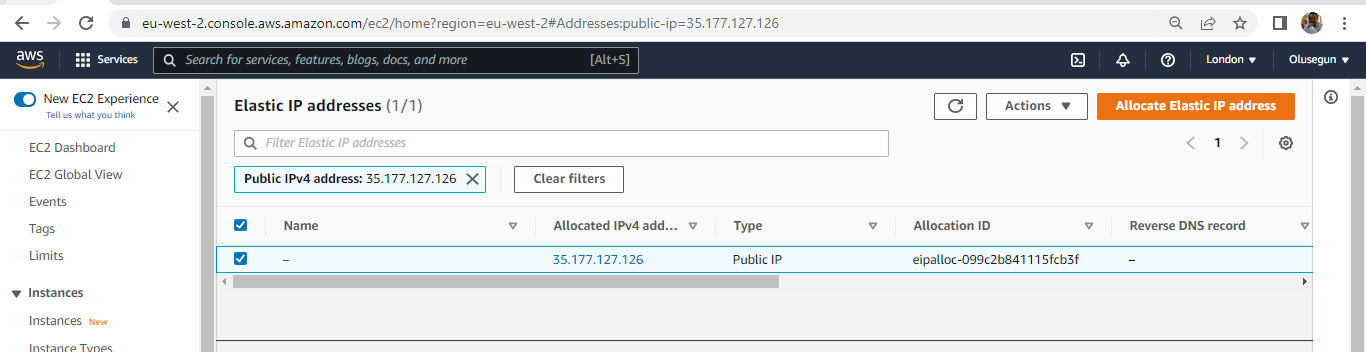 eu-west-2.console.aws.amazon.com/ec2/home?region=eu-west-2#Addresses:public-ip=35.177.127.126
aws Services Search for services, features, blogs, docs, and more [Alt+S] London Olusegun
New EC2 Experience
Tell us what you think
EC2 Dashboard
EC2 Global View
Events
Tags
Limits
Instances
Instances New
Instance Types
Elastic IP addresses (1/1)
Actions
Allocate Elastic IP address
Filter Elastic IP addresses
1
Public IPv4 address: 35.177.127.126
Clear filters
Name Allocated IPv4 add... Type Allocation ID Reverse DNS record
– 35.177.127.126 Public IP eipalloc-099c2b841115fcb3f –